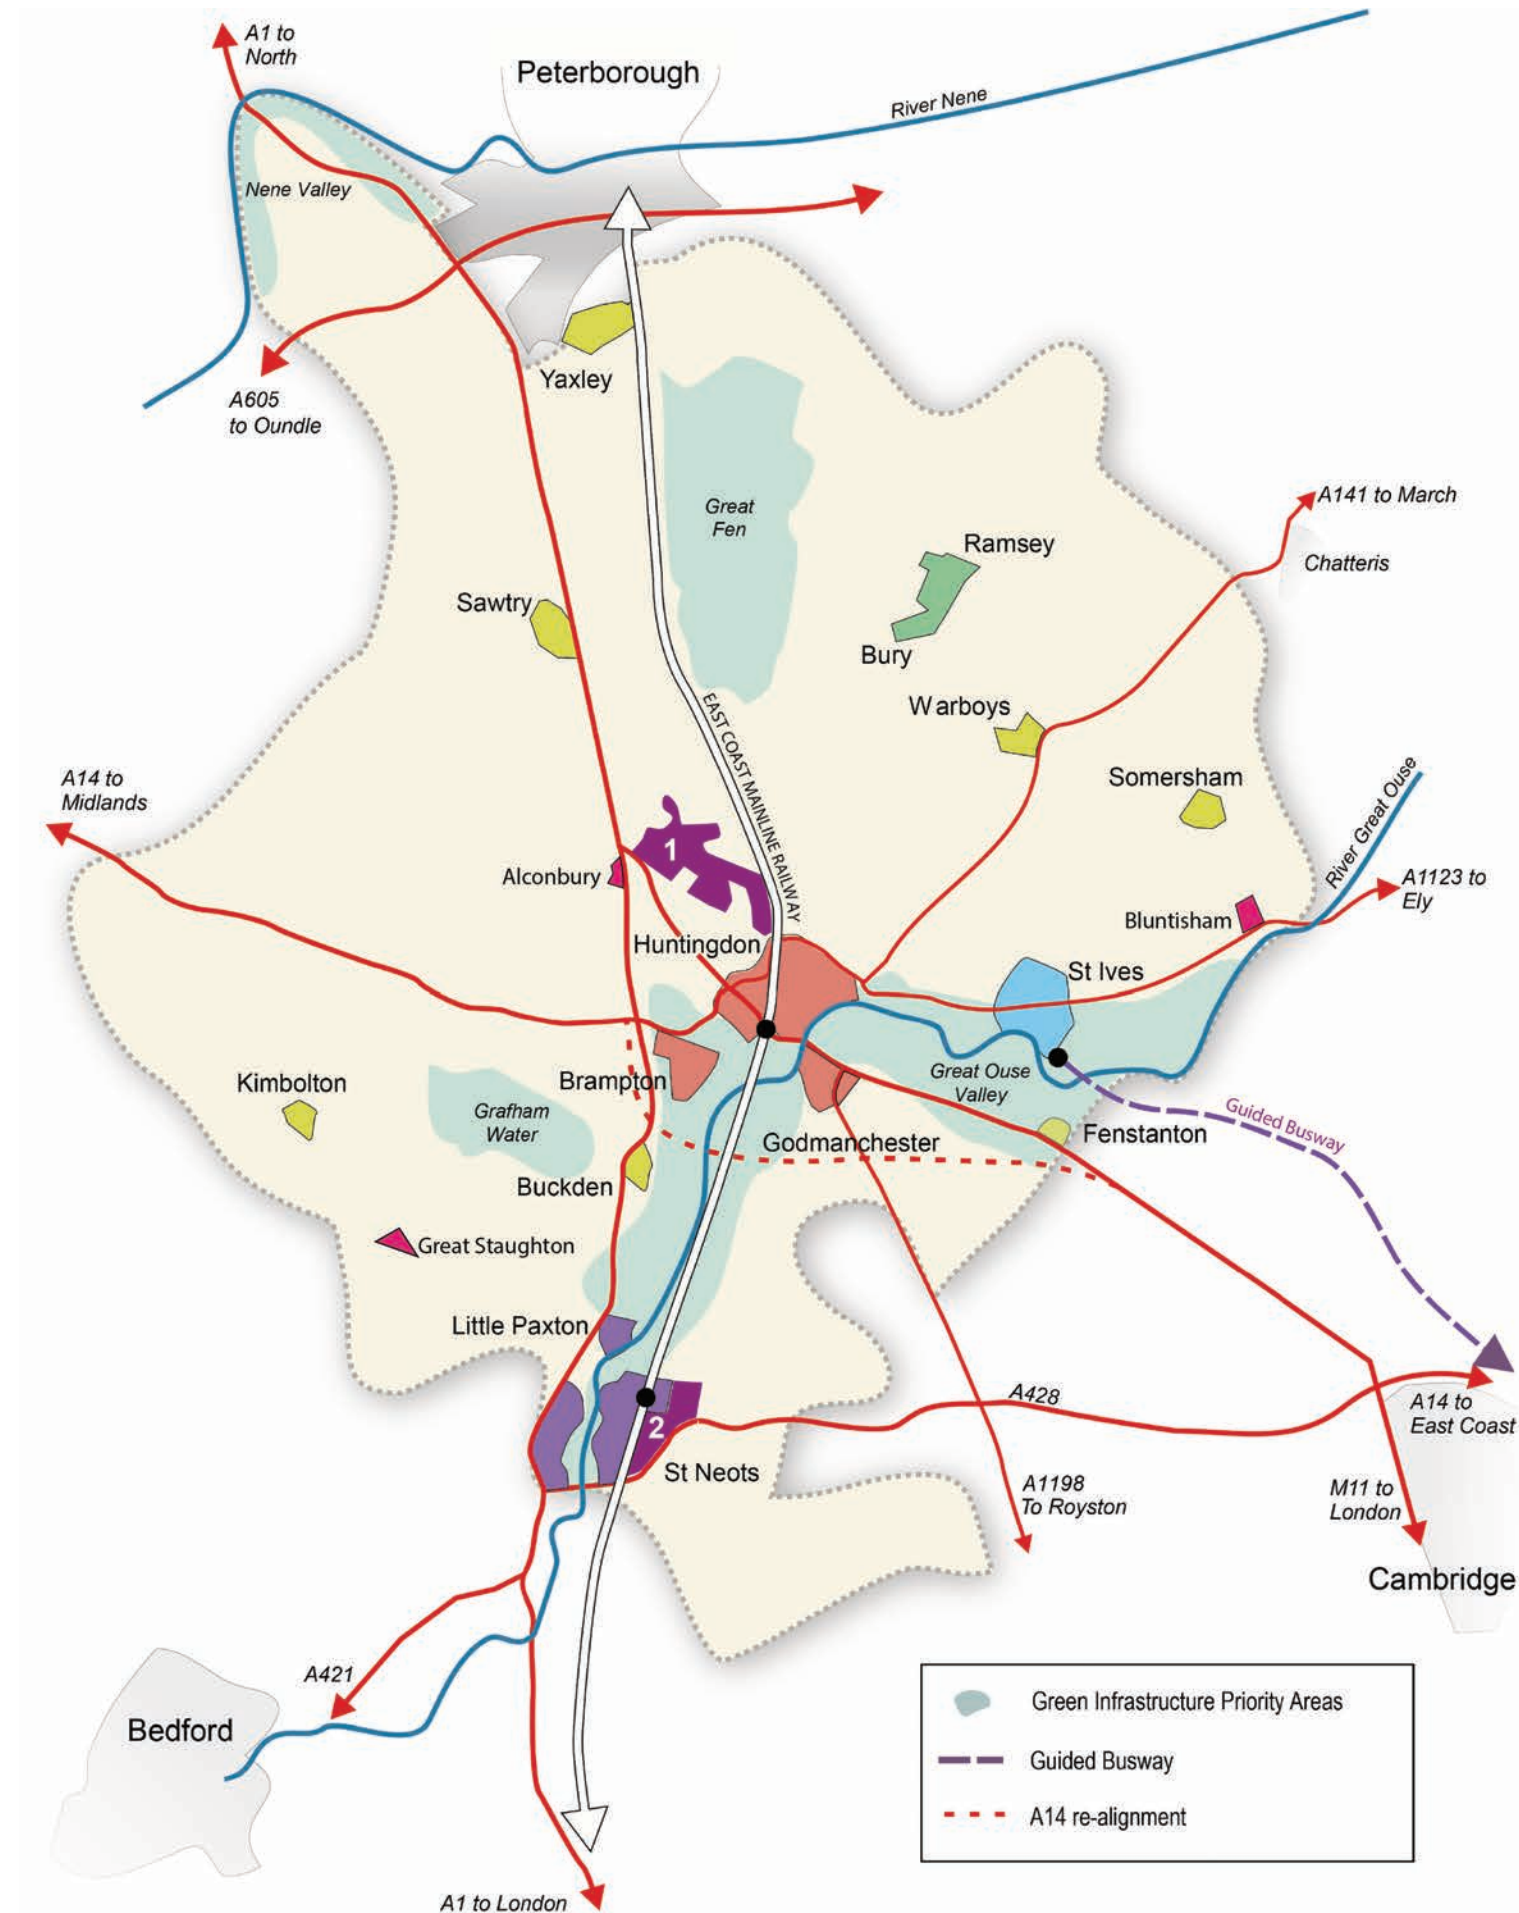 A1 to
North
Peterborough
River Nene
Nene Valley
A605
to Oundle
Yaxley
Great
Fen
A141 to March
Chatteris
Ramsey
Sawtry
Bury
Warboys
EAST COAST MAINLINE RAILWAY
A14 to
Midlands
Somersham
River Great Ouse
1
Alconbury
A1123 to
Ely
Bluntisham
Huntingdon
St Ives
Kimbolton
Brampton
Great Ouse
Valley
Grafham
Water
Guided Busway
Godmanchester
Fenstanton
Buckden
Great Staughton
Little Paxton
A428
A14 to
East Coast
2
St Neots
A1198
To Royston
M11 to
London
Cambridge
A421
Bedford
Green Infrastructure Priority Areas
Guided Busway
A14 re-alignment
A1 to London